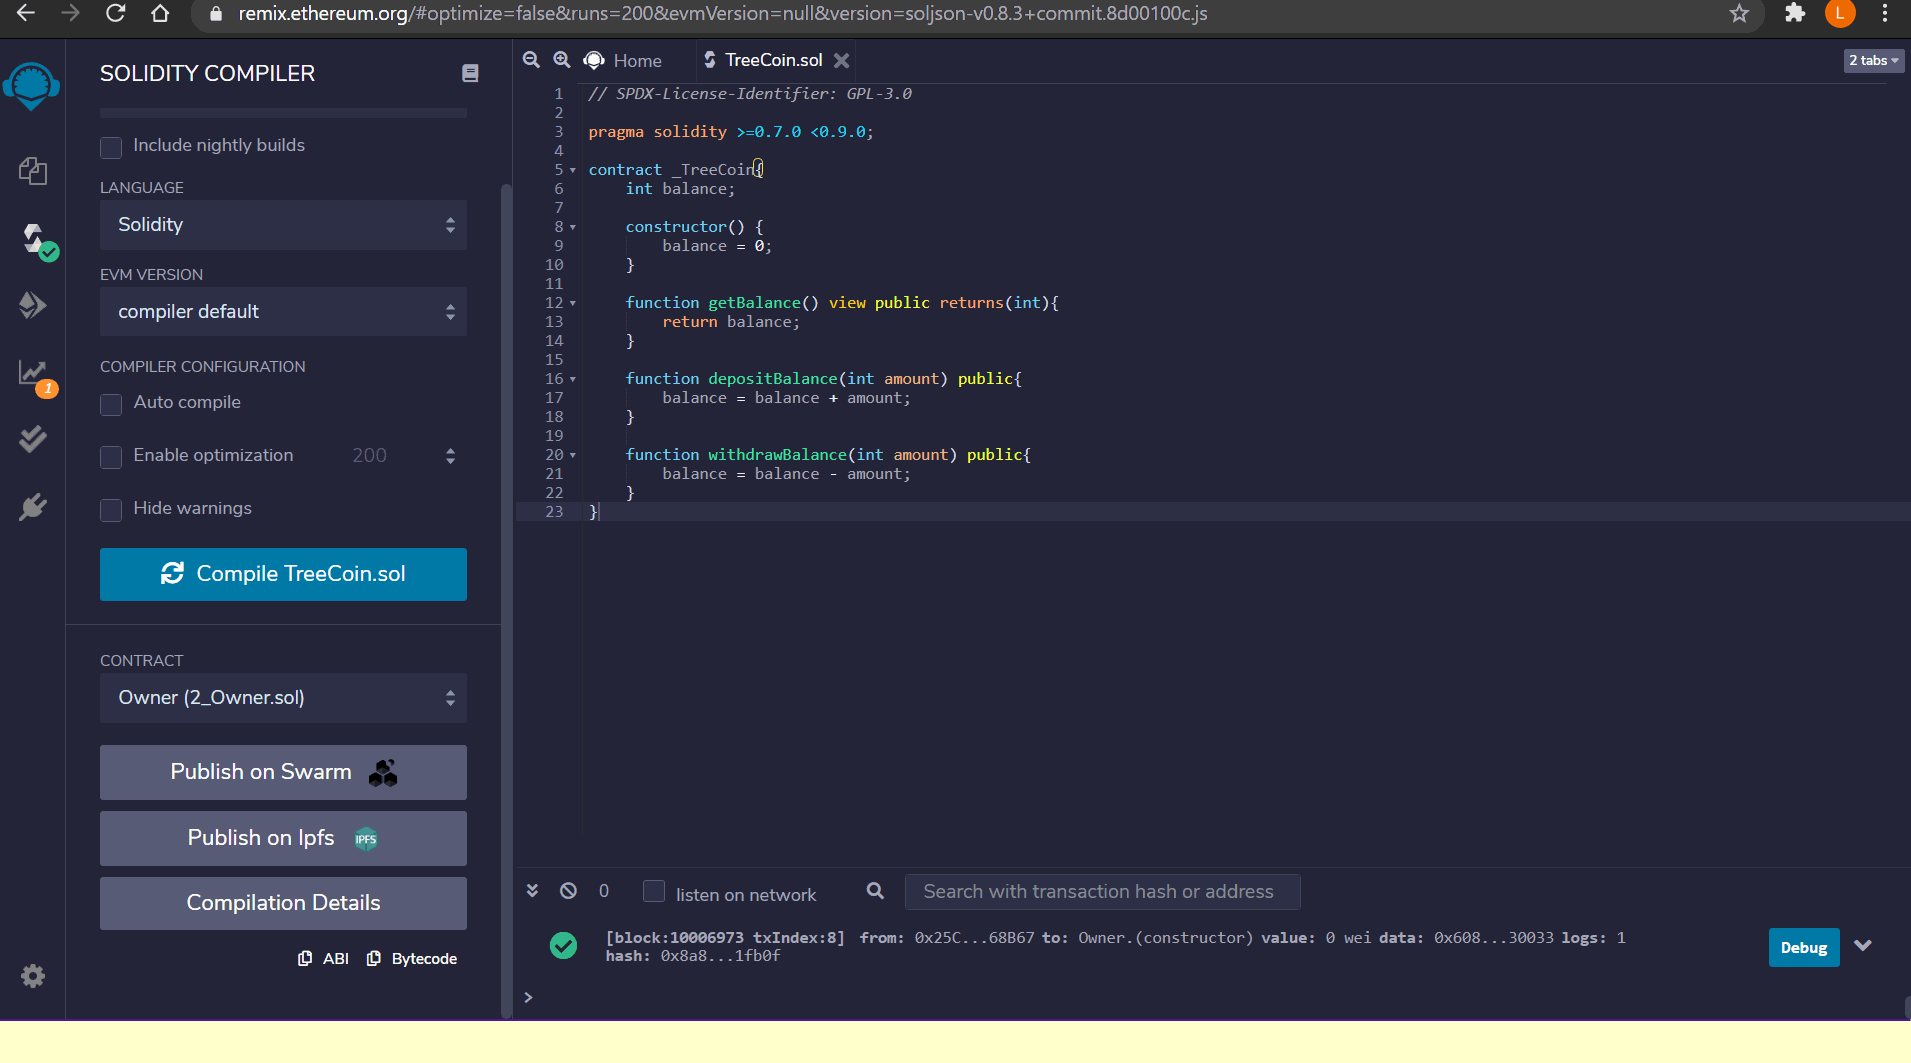 remix.ethereum.org/#optimize=false&runs=200&evmVersion=null&version=soljson-v0.8.3+commit.8d00100c.js
L
SOLIDITY COMPILER
Include nightly builds
LANGUAGE
Solidity
EVM VERSION
compiler default
COMPILER CONFIGURATION
1
Auto compile
Enable optimization 200
Hide warnings
Compile TreeCoin.sol
CONTRACT
Owner (2_Owner.sol)
Publish on Swarm
Publish on Ipfs IPFS
Compilation Details
ABI Bytecode
Home TreeCoin.sol
2 tabs
1 // SPDX-License-Identifier: GPL-3.0
2
3 pragma solidity >=0.7.0 <0.9.0;
4
5 contract _TreeCoin{
6     int balance;
7
8     constructor() {
9         balance = 0;
10     }
11
12     function getBalance() view public returns(int){
13         return balance;
14     }
15
16     function depositBalance(int amount) public{
17         balance = balance + amount;
18     }
19
20     function withdrawBalance(int amount) public{
21         balance = balance - amount;
22     }
23 }
0 listen on network Search with transaction hash or address
[block:10006973 txIndex:8] from: 0x25C...68B67 to: Owner.(constructor) value: 0 wei data: 0x608...30033 logs: 1
hash: 0x8a8...1fb0f
Debug
>